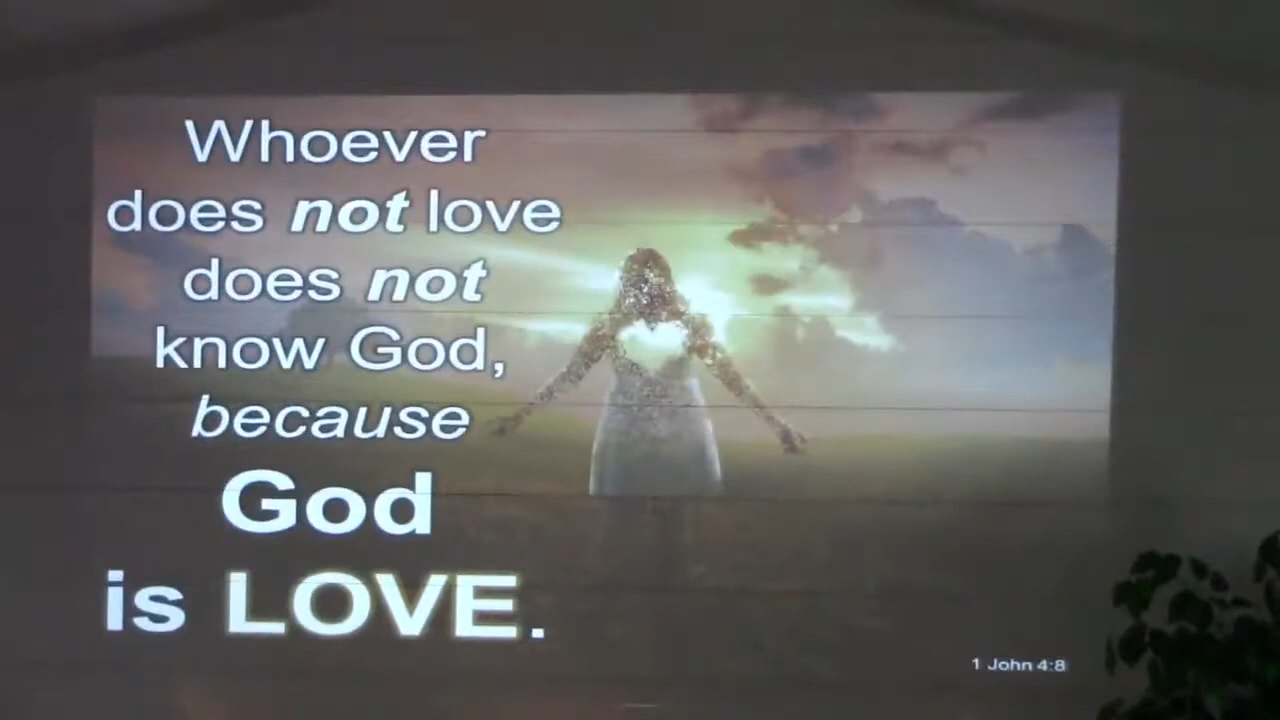 Whoever
does not love
does not
know God,
because
God
is LOVE.
1 John 4:8